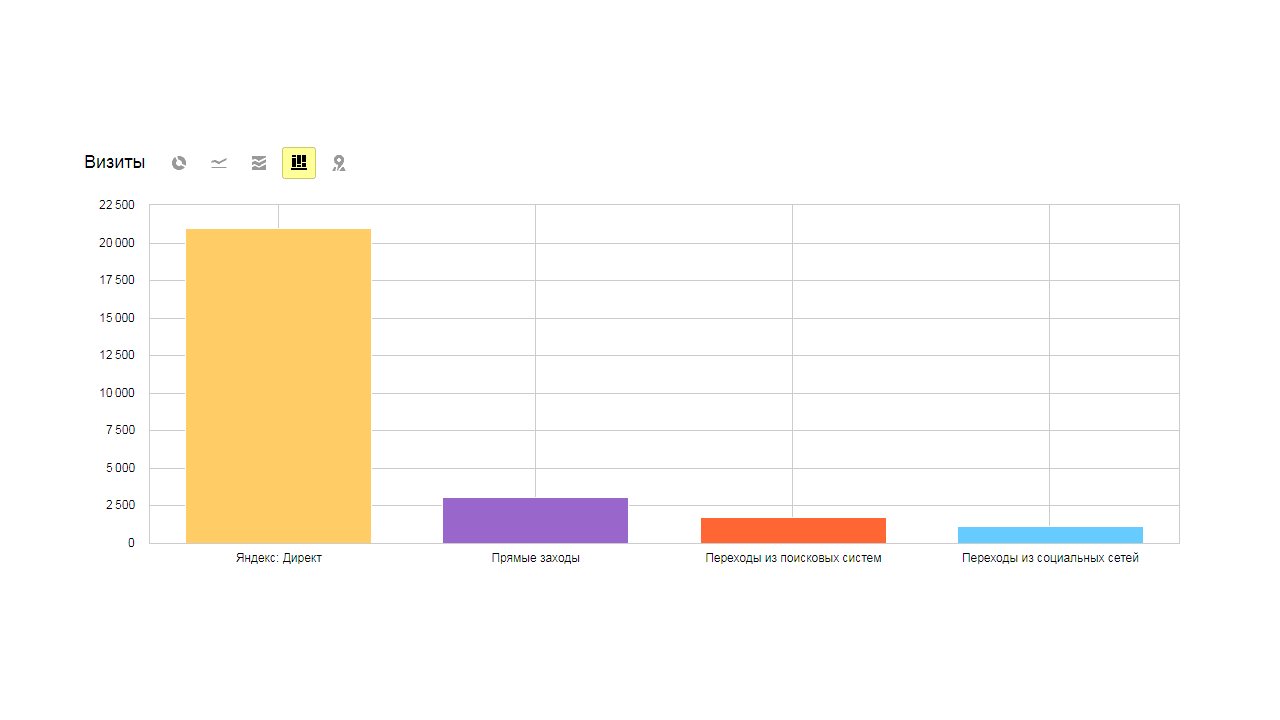 Визиты
22 500
20 000
17 500
15 000
12 500
10 000
7 500
5 000
2 500
0
Яндекс: Директ
Прямые заходы
Переходы из поисковых систем
Переходы из социальных сетей